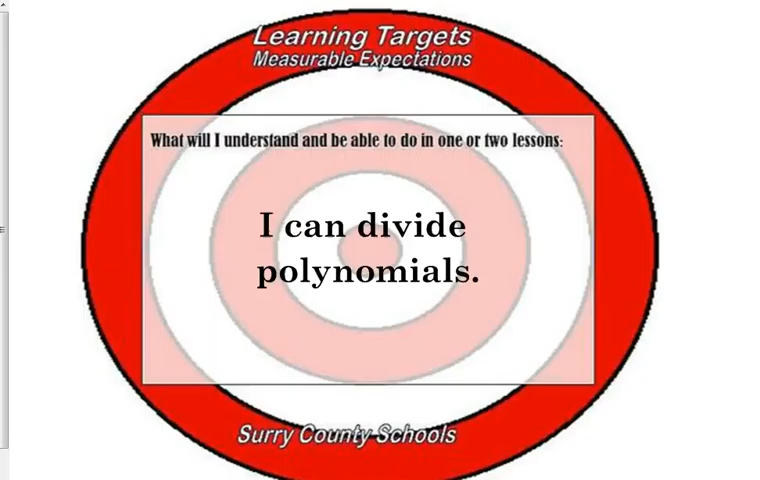 Learning Targets
Measurable Expectations
What will I understand and be able to do in one or two lessons:
I can divide
polynomials.
Surry County Schools